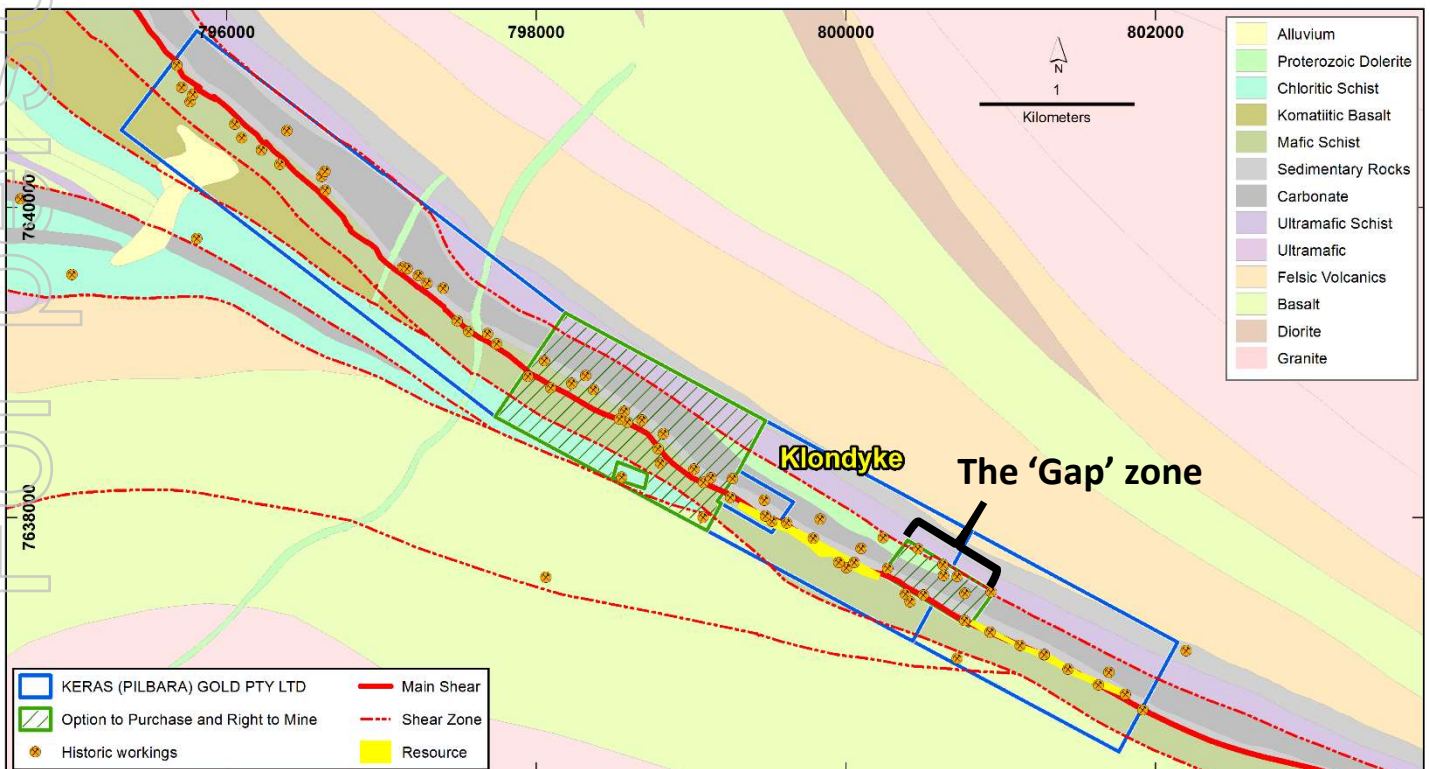 796000
798000
800000
802000
7640000
7638000
N
1
Kilometers
Alluvium
Proterozoic Dolerite
Chloritic Schist
Komatiitic Basalt
Mafic Schist
Sedimentary Rocks
Carbonate
Ultramafic Schist
Ultramafic
Felsic Volcanics
Basalt
Diorite
Granite
Klondyke
The ‘Gap’ zone
KERAS (PILBARA) GOLD PTY LTD
Option to Purchase and Right to Mine
Historic workings
Main Shear
Shear Zone
Resource